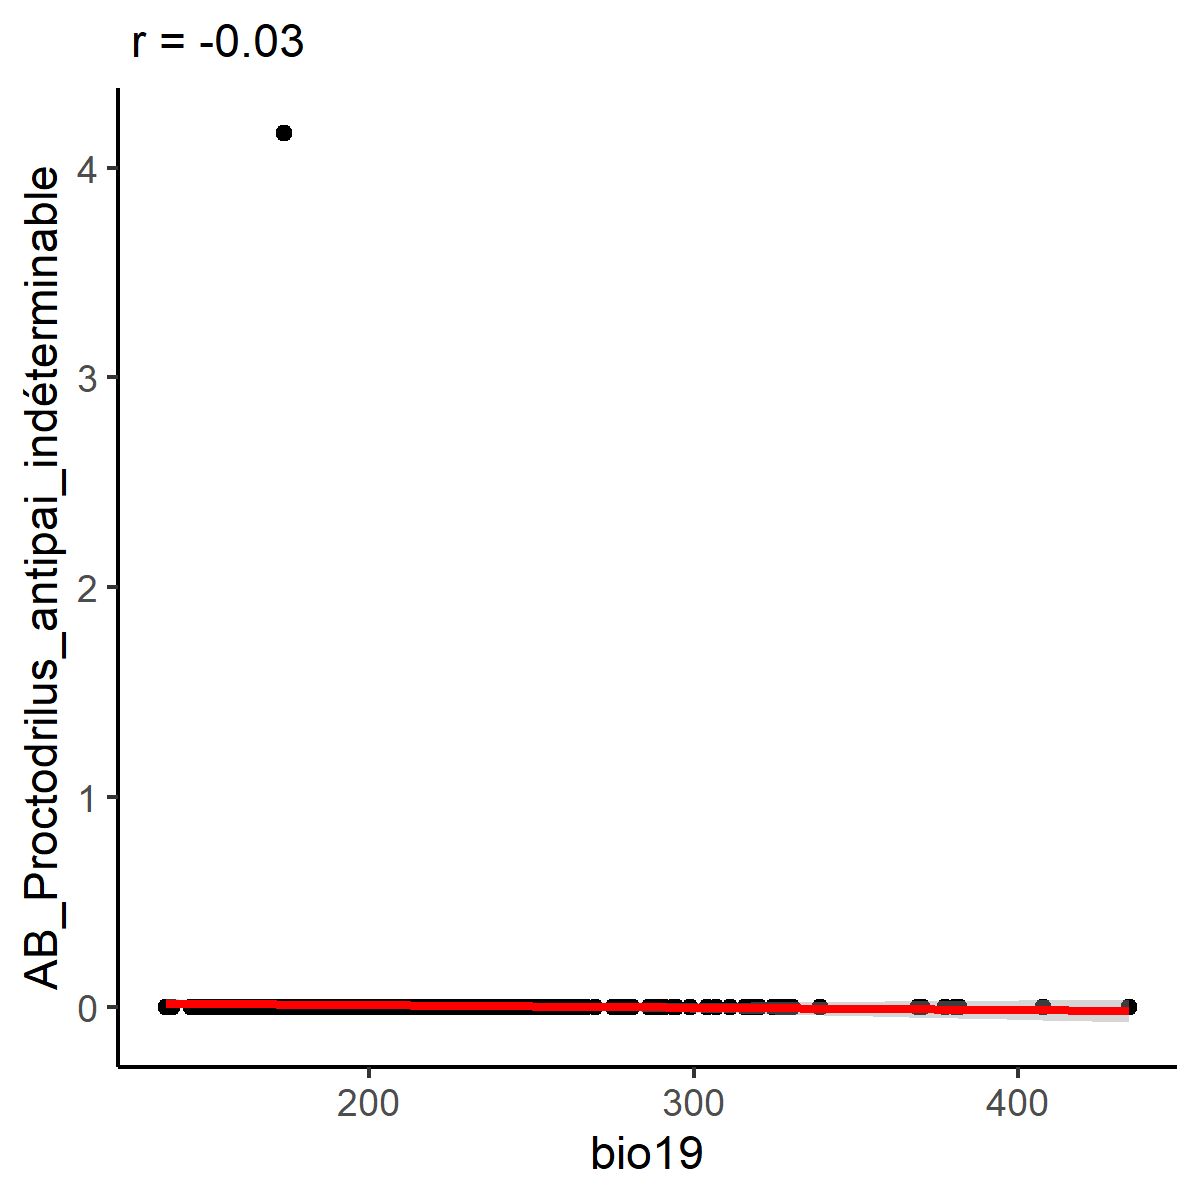 r = -0.03
AB_Proctodrilus_antipai_indéterminable
4
3
2
1
0
200 300 400
bio19